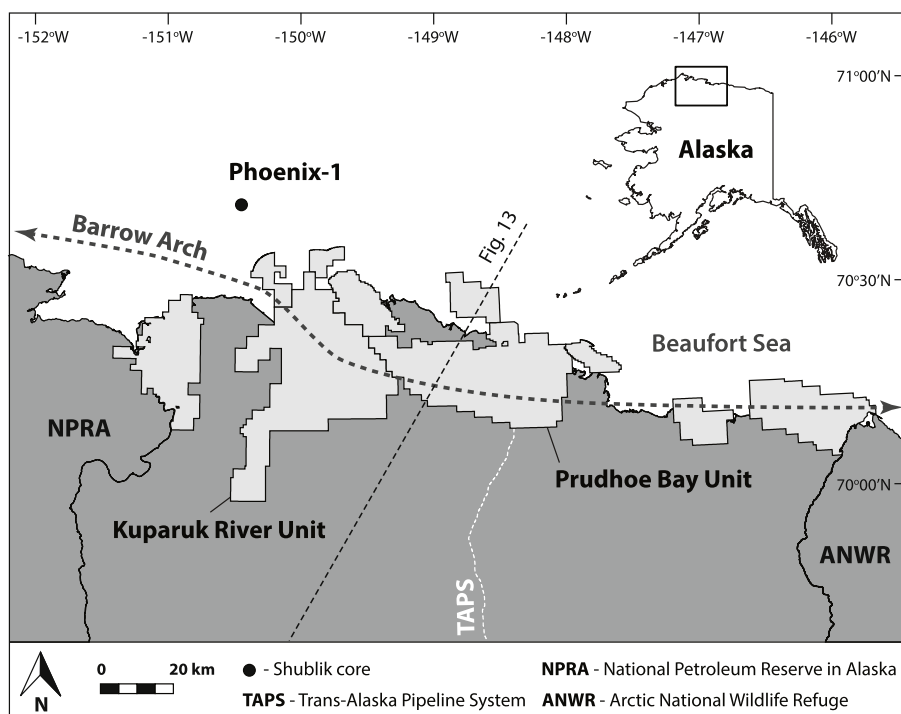 -152°W -151°W -150°W -149°W -148°W -147°W -146°W
71°00'N
Alaska
Phoenix-1
Barrow Arch
Fig. 13
70°30'N
Beaufort Sea
NPRA
Prudhoe Bay Unit
70°00'N
Kuparuk River Unit
ANWR
TAPS
0 20 km
N
- Shublik core
TAPS - Trans-Alaska Pipeline System
NPRA - National Petroleum Reserve in Alaska
ANWR - Arctic National Wildlife Refuge